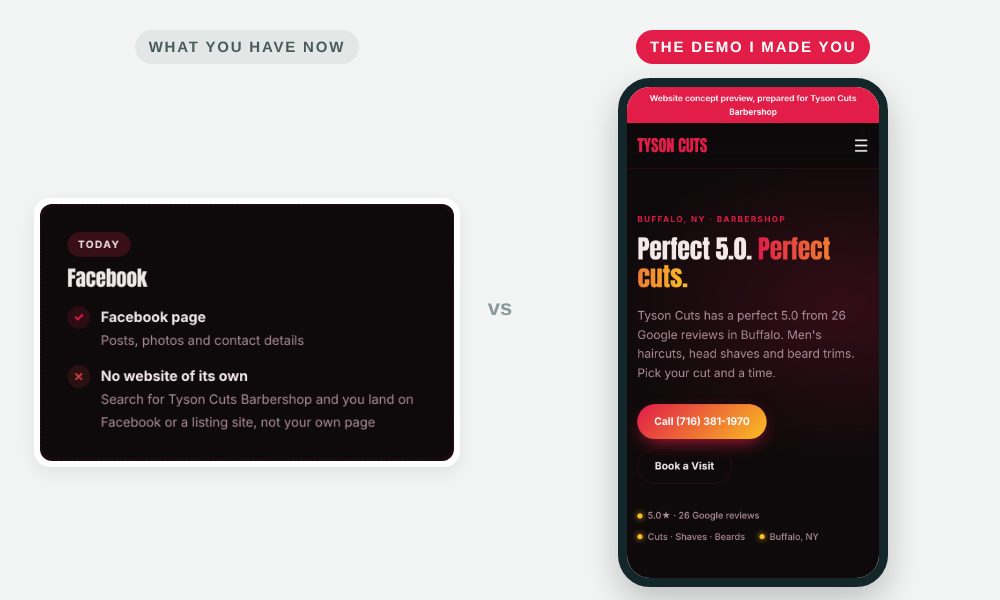 WHAT YOU HAVE NOW
TODAY
Facebook
Facebook page
Posts, photos and contact details
No website of its own
Search for Tyson Cuts Barbershop and you land on
Facebook or a listing site, not your own page
vs
THE DEMO I MADE YOU
Website concept preview, prepared for Tyson Cuts
Barbershop
TYSON CUTS
BUFFALO, NY · BARBERSHOP
Perfect 5.0. Perfect
cuts.
Tyson Cuts has a perfect 5.0 from 26
Google reviews in Buffalo. Men's
haircuts, head shaves and beard trims.
Pick your cut and a time.
Call (716) 381-1970
Book a Visit
5.0★ · 26 Google reviews
Cuts · Shaves · Beards
Buffalo, NY